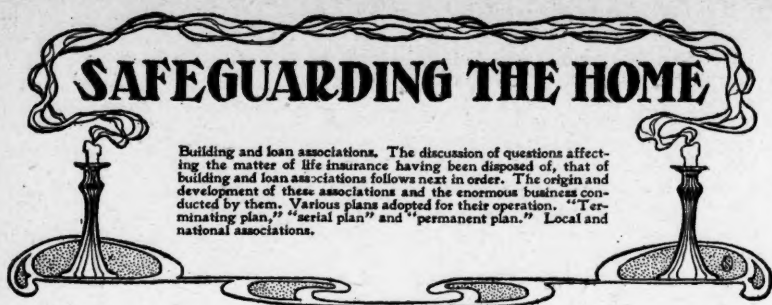 SAFEGUARDING THE HOME
Building and loan associations. The discussion of questions affect-
ing the matter of life insurance having been disposed of, that of
building and loan associations follows next in order. The origin and
development of these associations and the enormous business con-
ducted by them. Various plans adopted for their operation. "Ter-
minating plan," "serial plan" and "permanent plan." Local and
national associations.